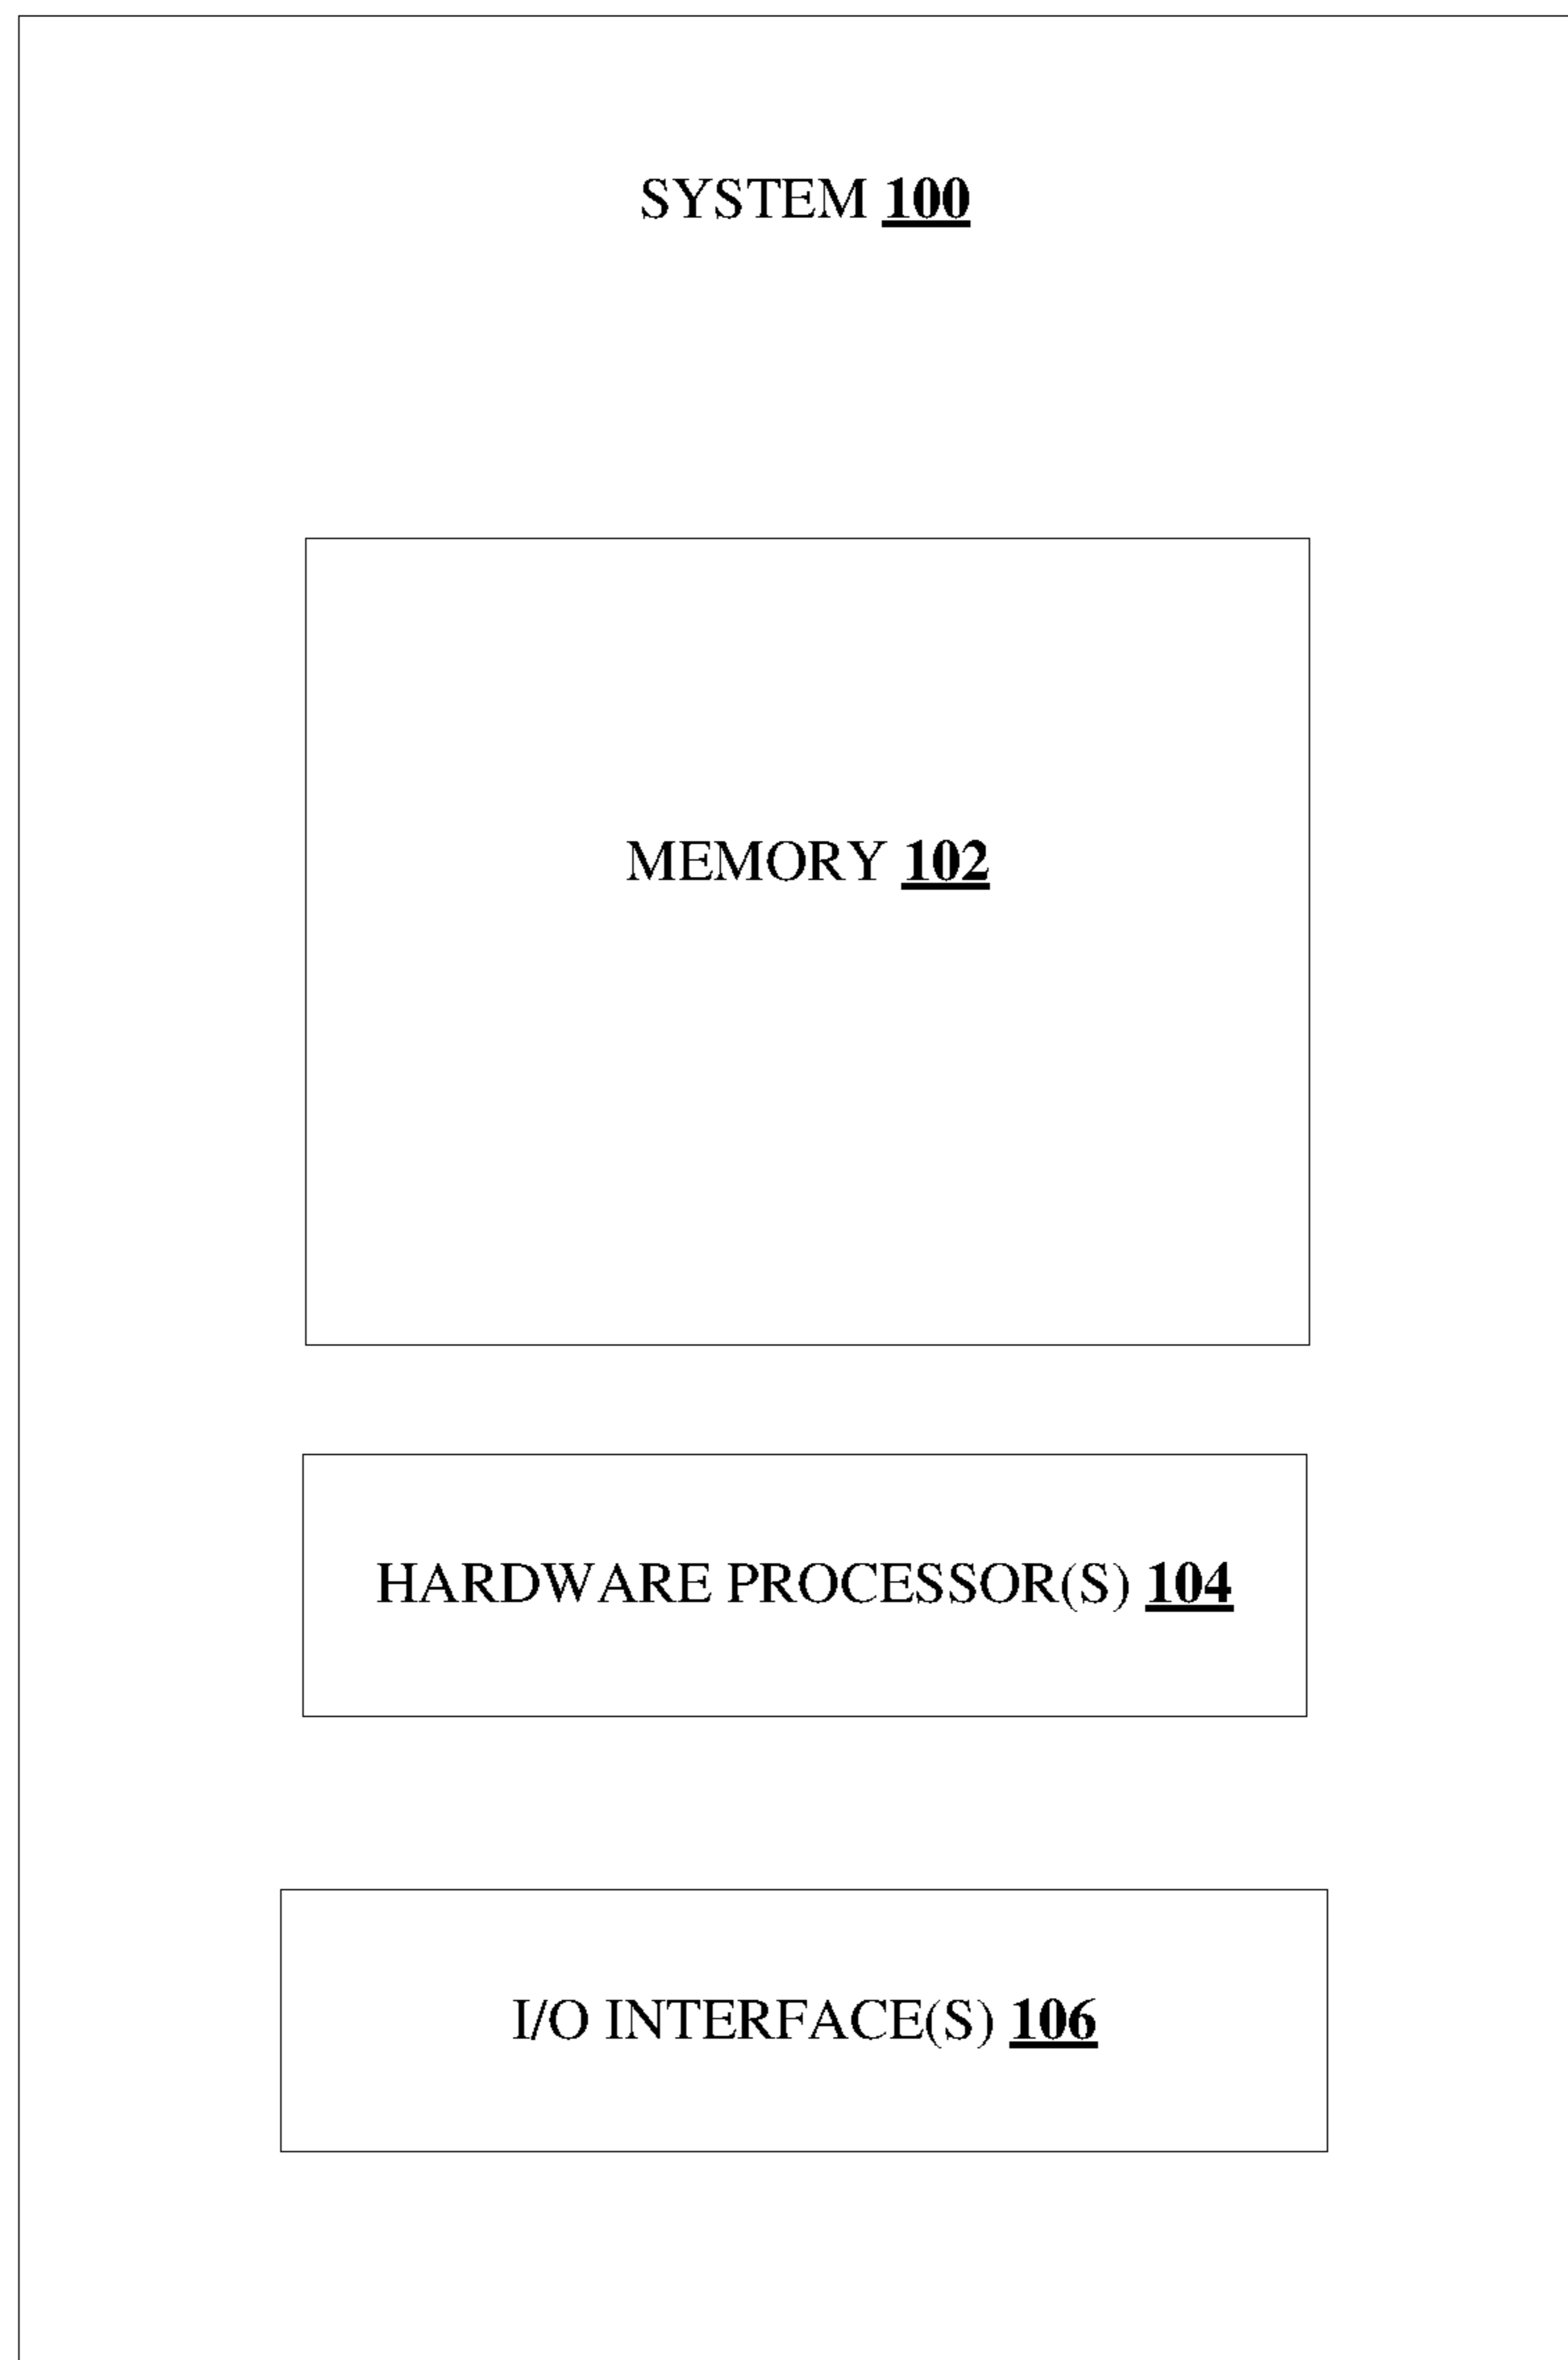 SYSTEM 100
MEMORY 102
HARDWARE PROCESSOR(S) 104
I/O INTERFACE(S) 106